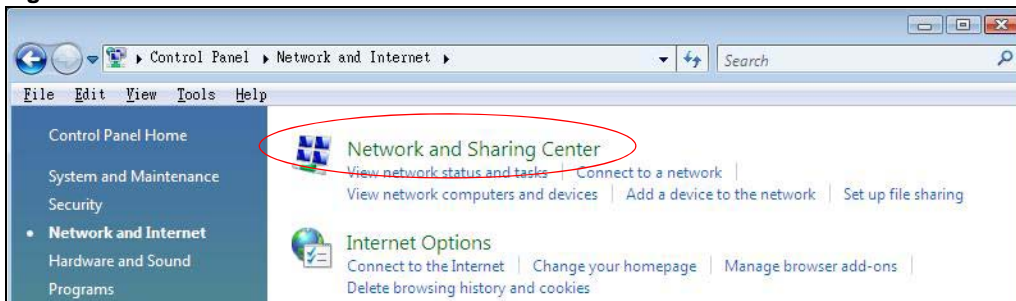 Control Panel Network and Internet
Search
File Edit View Tools Help
Control Panel Home
System and Maintenance
Security
Network and Internet
Hardware and Sound
Programs
Network and Sharing Center
View network status and tasks Connect to a network
View network computers and devices Add a device to the network Set up file sharing
Internet Options
Connect to the Internet Change your homepage Manage browser add-ons
Delete browsing history and cookies